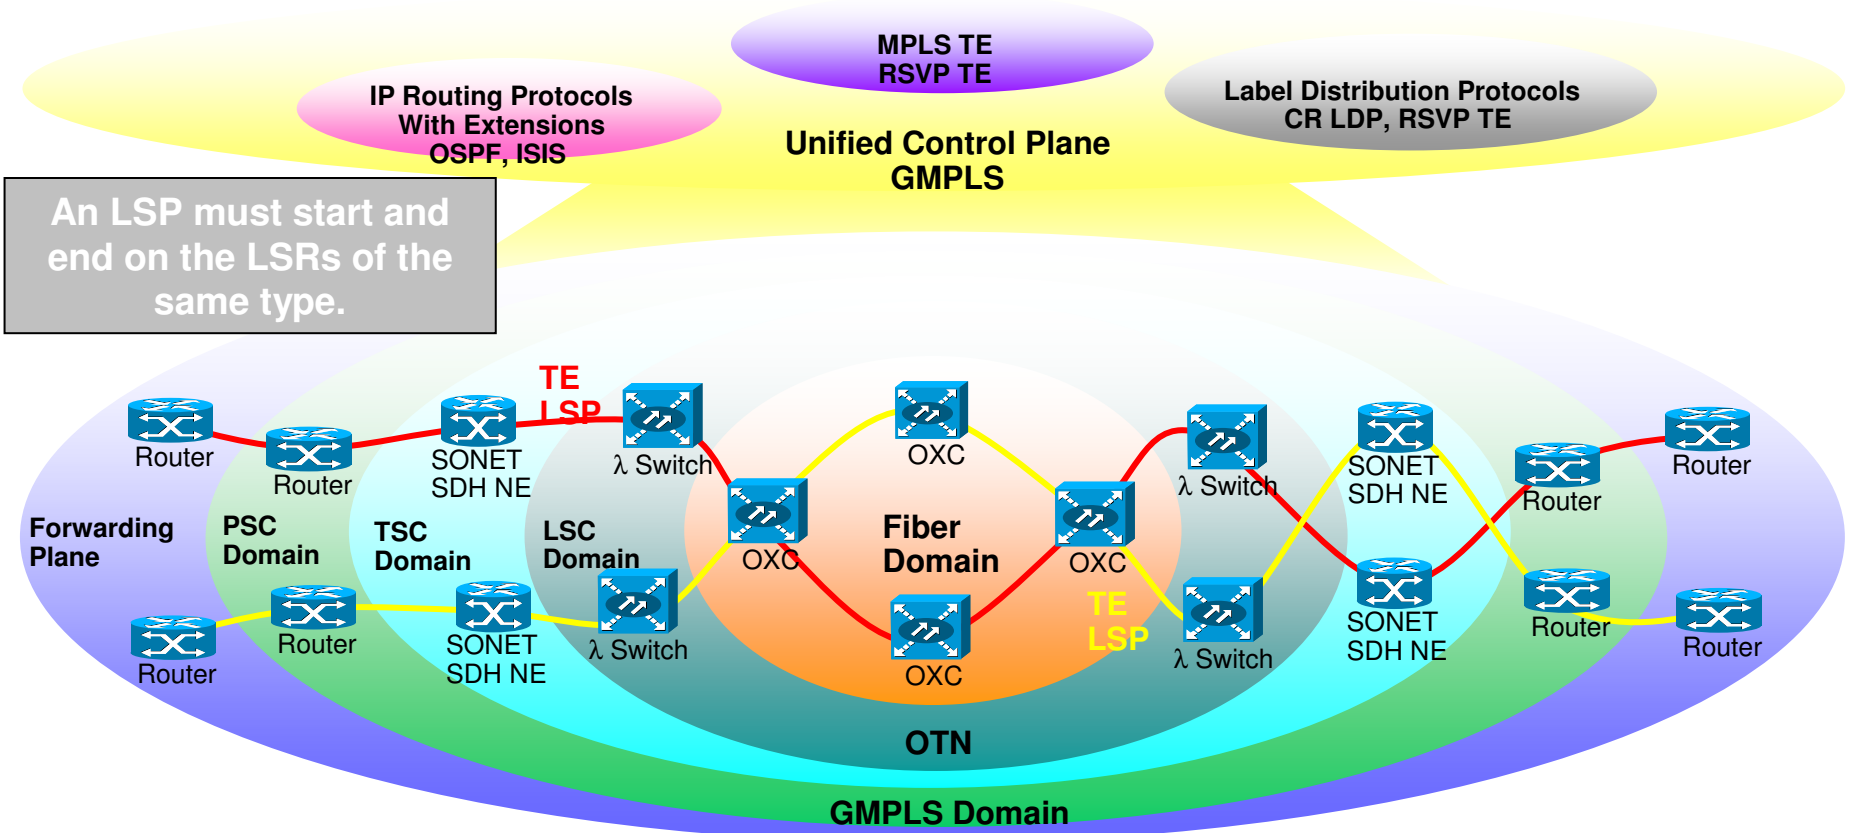 MPLS TE
RSVP TE
IP Routing Protocols
With Extensions
OSPF, ISIS
Label Distribution Protocols
CR LDP, RSVP TE
Unified Control Plane
GMPLS
An LSP must start and
end on the LSRs of the
same type.
TE
LSP
Router
Router
SONET
SDH NE
λ Switch
OXC
OXC
OXC
λ Switch
SONET
SDH NE
Router
Router
Forwarding
Plane
PSC
Domain
TSC
Domain
LSC
Domain
Fiber
Domain
TE
LSP
Router
Router
SONET
SDH NE
λ Switch
OXC
λ Switch
SONET
SDH NE
Router
Router
OTN
GMPLS Domain